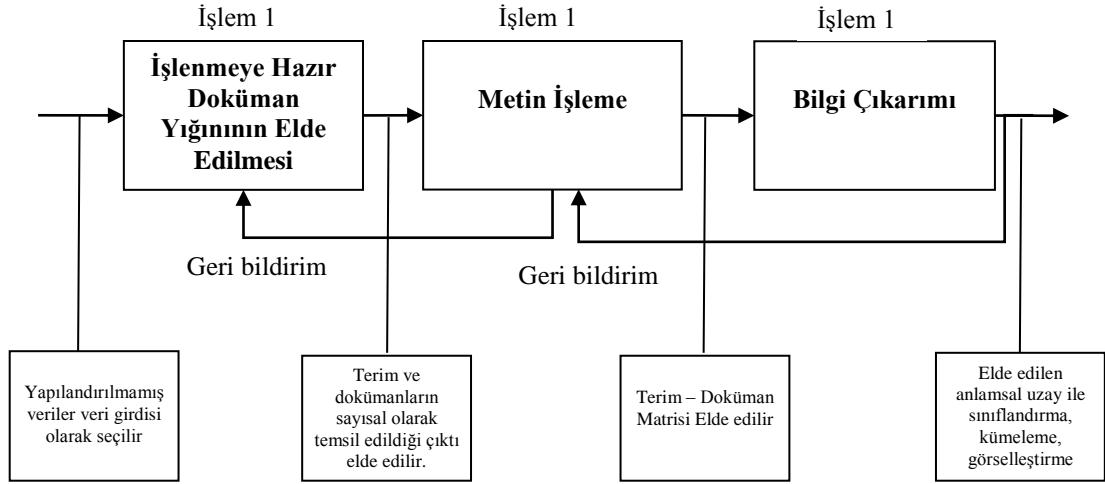 İşlem 1
İşlem 1
İşlem 1
İşlenmeye Hazır
Doküman
Yığınının Elde
Edilmesi
Metin İşleme
Bilgi Çıkarımı
Geri bildirim
Geri bildirim
Yapılandırılmamış
veriler veri girdisi
olarak seçilir
Terim ve
dokümanların
sayısal olarak
temsil edildiği çıktı
elde edilir.
Terim – Doküman
Matrisi Elde edilir
Elde edilen
anlamsal uzay ile
sınıflandırma,
kümeleme,
görselleştirme